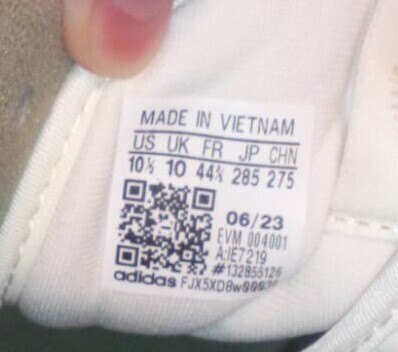 MADE IN VIETNAM
US UK FR JP CHN
10½ 10 44⅔ 285 275
06/23
EVM 004001
A:IE7219
#132855126
adidas